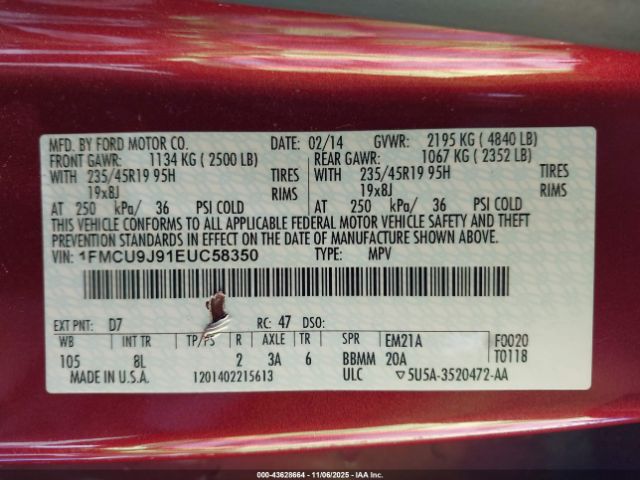 MFD. BY FORD MOTOR CO. DATE: 02/14 GVWR: 2195 KG ( 4840 LB)
FRONT GAWR: 1134 KG ( 2500 LB) REAR GAWR: 1067 KG ( 2352 LB)
WITH 235/45R19 95H TIRES WITH 235/45R19 95H TIRES
19x8J RIMS 19x8J RIMS
AT 250 kPa/ 36 PSI COLD AT 250 kPa/ 36 PSI COLD
THIS VEHICLE CONFORMS TO ALL APPLICABLE FEDERAL MOTOR VEHICLE SAFETY AND THEFT
PREVENTION STANDARDS IN EFFECT ON THE DATE OF MANUFACTURE SHOWN ABOVE.
VIN: 1FMCU9J91EUC58350 TYPE: MPV
EXT PNT: D7 RC: 47 DSO:
WB INT TR TP/PS R AXLE TR SPR EM21A F0020
105 8L 2 3A 6 BBMM 20A T0118
MADE IN U.S.A. 1201402215613 ULC 5U5A-3520472-AA
000-43628664 | 11/06/2025 - IAA Inc.